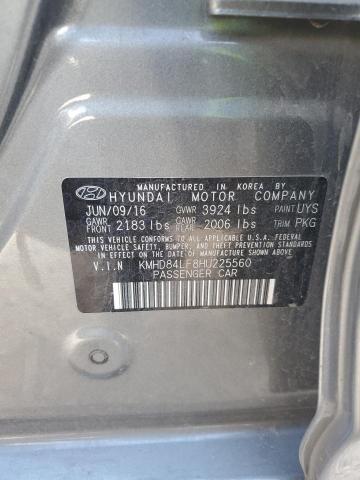 MANUFACTURED IN KOREA BY
HYUNDAI MOTOR COMPANY
JUN/09/16 GVWR 3924 lbs PAINT UYS
GAWR FRONT 2183 lbs GAWR REAR 2006 lbs TRIM PKG
THIS VEHICLE CONFORMS TO ALL APPLICABLE U.S. FEDERAL MOTOR
VEHICLE SAFETY, BUMPER, AND THEFT PREVENTION STANDARDS
IN EFFECT ON THE DATE OF MANUFACTURE SHOWN ABOVE.
V.I.N KMHD84LF8HU225560
PASSENGER CAR